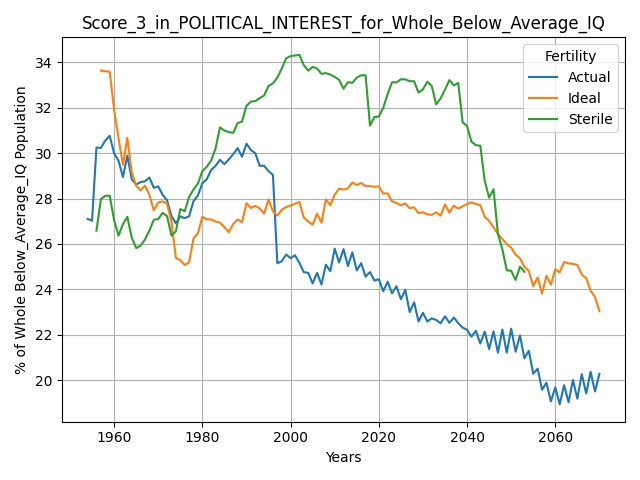 Score_3_in_POLITICAL_INTEREST_for_Whole_Below_Average_IQ
% of Whole Below_Average_IQ Population
34
32
30
28
26
24
22
20
Fertility
Actual
Ideal
Sterile
1960
1980
2000
2020
2040
2060
Years